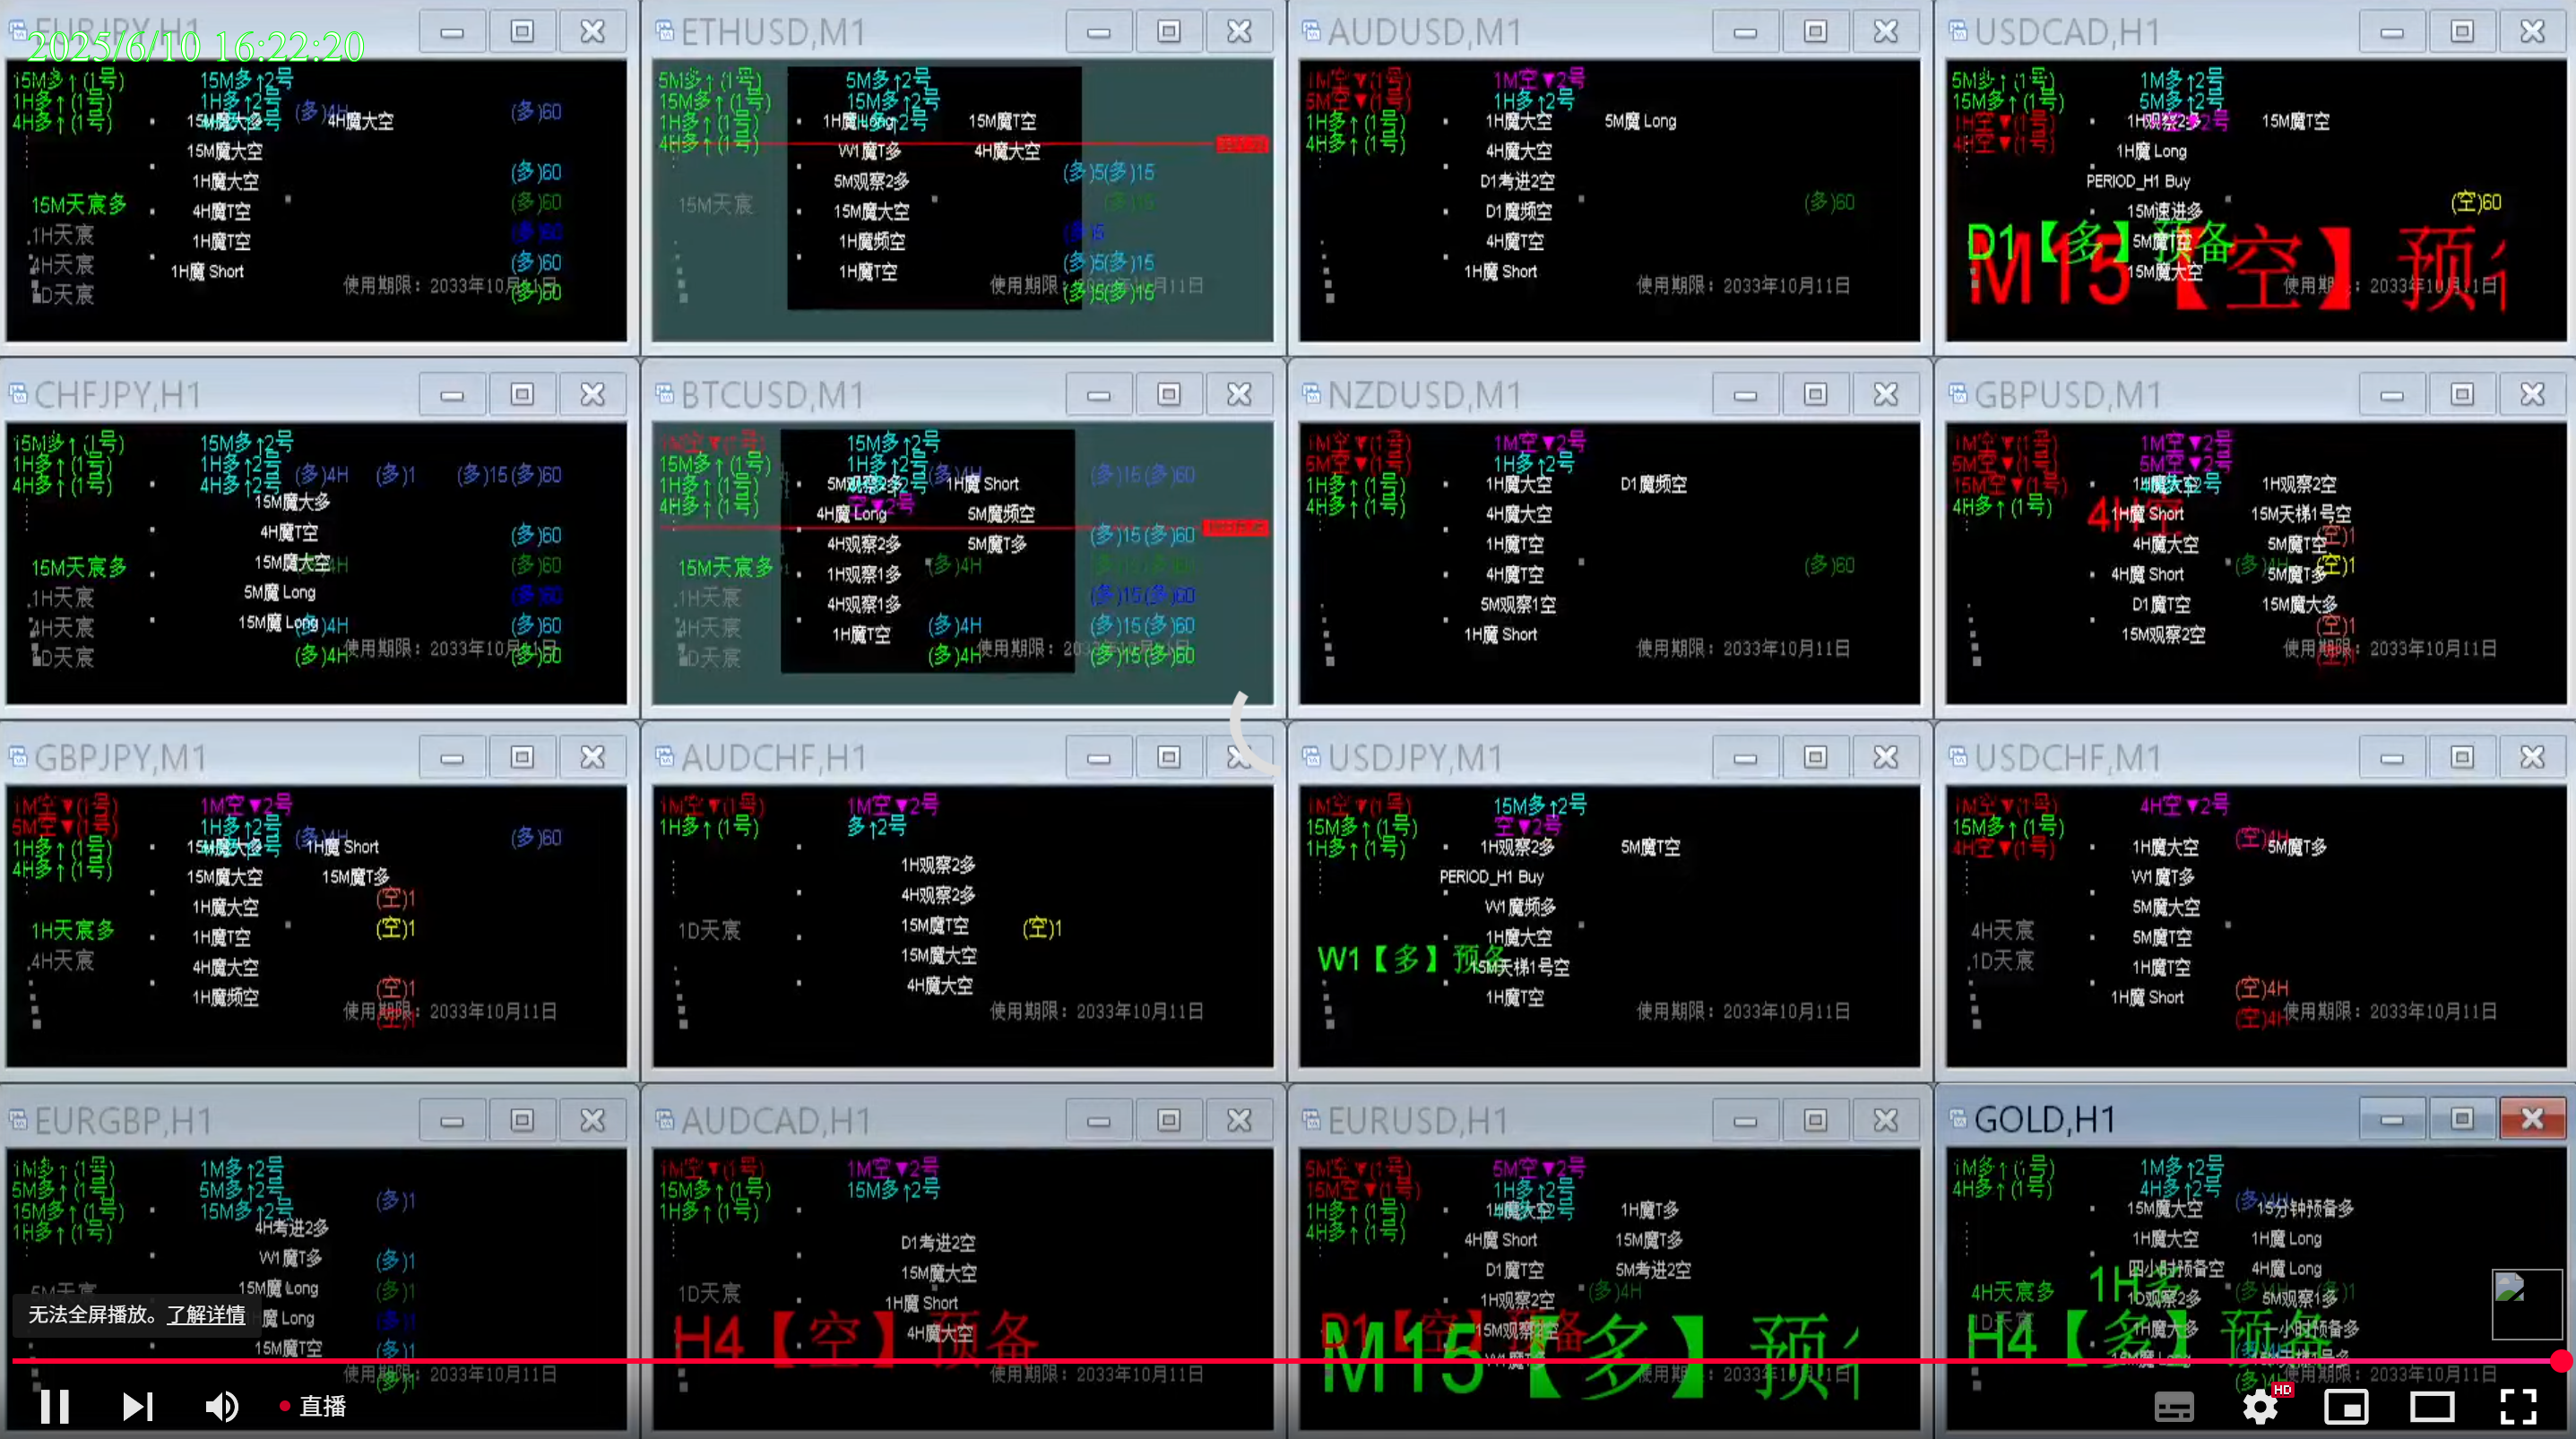 EURJPY,H1
2025/6/10 16:22:20
15M多↑(1号) 15M多↑2号
1H多↑(1号) 1H多↑2号
4H多↑(1号) 4H多↑2号
(多)4H (多)60
15M魔大多 4H魔大空
15M魔大空
1H魔大空 (多)60
15M天宸多 4H魔T空 (多)60
.1H天宸 1H魔T空 (多)60
4H天宸 1H魔 Short (多)60
1D天宸 (多)60
使用期限：2033年10月11日
ETHUSD,M1
5M多↑(1号) 5M多↑2号
15M多↑(1号) 15M多↑2号
1H多↑(1号) 1H多↑2号
4H多↑(1号)
1H魔 Long 15M魔T空
W1魔T多 4H魔大空
5M观察2多 (多)5(多)15
15M天宸 15M魔大空 (多)15
1H魔频空 (多)5
1H魔T空 (多)5(多)15
(多)5(多)15
使用期限：2033年10月11日
AUDUSD,M1
1M空▼(1号) 1M空▼2号
5M空▼(1号) 1H多↑2号
1H多↑(1号) 1H魔大空 5M魔 Long
4H多↑(1号) 4H魔大空
D1考进2空
D1魔频空 (多)60
4H魔T空
1H魔 Short
使用期限：2033年10月11日
USDCAD,H1
5M多↑(1号) 1M多↑2号
15M多↑(1号) 5M多↑2号
1H空▼(1号) 1H观察2多 15M魔T空
4H空▼(1号) 1H魔 Long
PERIOD_H1 Buy
15M速进多 (空)60
D1【多】预备 5M魔T空
M15【空】预
15M魔大空
使用期限：2033年10月11日
CHFJPY,H1
15M多↑(1号) 15M多↑2号
1H多↑(1号) 1H多↑2号
4H多↑(1号) 4H多↑2号
(多)4H (多)1 (多)15(多)60
15M魔大多
4H魔T空 (多)60
15M天宸多 15M魔大空 (多)60
.1H天宸 5M魔 Long (多)60
4H天宸 15M魔 Long (多)4H (多)60
1D天宸 (多)4H (多)60
使用期限：2033年10月11日
BTCUSD,M1
1M空▼(1号) 15M多↑2号
15M多↑(1号) 1H多↑2号
1H多↑(1号) (多)4H (多)15(多)60
4H多↑(1号) 空▼2号
5M观察2多 1H魔 Short
4H魔 Long 5M魔频空
4H观察2多 5M魔T多 (多)15(多)60
15M天宸多 1H观察1多 (多)4H
.1H天宸 4H观察1多 (多)15(多)60
4H天宸 1H魔T空 (多)4H (多)15(多)60
1D天宸 (多)4H (多)15(多)60
使用期限：2033年10月11日
NZDUSD,M1
1M空▼(1号) 1M空▼2号
5M空▼(1号) 1H多↑2号
1H多↑(1号) 1H魔大空 D1魔频空
4H多↑(1号) 4H魔大空
1H魔T空
4H魔T空 (多)60
5M观察1空
1H魔 Short
使用期限：2033年10月11日
GBPUSD,M1
1M空▼(1号) 1M空▼2号
5M空▼(1号) 5M空▼2号
15M空▼(1号) 1H魔大空 1H观察2空
4H多↑(1号) 4H空 1H魔 Short 15M天梯1号空
4H魔大空 5M魔T空 (空)1
4H魔 Short 5M魔T多 (空)1
D1魔T空 15M魔大多
15M观察2空 (空)1
使用期限：2033年10月11日
GBPJPY,M1
1M空▼(1号) 1M空▼2号
5M空▼(1号) 1H多↑2号
1H多↑(1号) (多)4H (多)60
4H多↑(1号)
15M魔大多 1H魔 Short
15M魔大空 15M魔T多
1H魔大空 (空)1
1H天宸多 1H魔T空 (空)1
.4H天宸 4H魔大空
1H魔频空 (空)1
使用期限：2033年10月11日
AUDCHF,H1
1M空▼(1号) 1M空▼2号
1H多↑(1号) 多↑2号
1H观察2多
4H观察2多
1D天宸 15M魔T空 (空)1
15M魔大空
4H魔大空
使用期限：2033年10月11日
USDJPY,M1
1M空▼(1号) 15M多↑2号
15M多↑(1号) 空▼2号
1H多↑(1号) 1H观察2多 5M魔T空
PERIOD_H1 Buy
W1魔频多
1H魔大空
W1【多】预备 15M天梯1号空
1H魔T空
使用期限：2033年10月11日
USDCHF,M1
1M空▼(1号) 4H空▼2号
15M多↑(1号)
4H空▼(1号) 1H魔大空 (空)4H 5M魔T多
W1魔T多
5M魔大空
4H天宸 5M魔T空
.1D天宸 1H魔T空
1H魔 Short (空)4H
(空)4H
使用期限：2033年10月11日
EURGBP,H1
1M多↑(1号) 1M多↑2号
5M多↑(1号) 5M多↑2号
15M多↑(1号) 15M多↑2号
1H多↑(1号) (多)1
4H考进2多
W1魔T多 (多)1
5M天宸 15M魔 Long (多)1
魔 Long (多)1
15M魔T空 (多)1
(多)1
使用期限：2033年10月11日
AUDCAD,H1
1M空▼(1号) 1M空▼2号
15M多↑(1号) 15M多↑2号
1H多↑(1号)
D1考进2空
15M魔大空
1D天宸 1H魔 Short
H4【空】预备 4H魔大空
使用期限：2033年10月11日
EURUSD,H1
5M空▼(1号) 5M空▼2号
15M空▼(1号) 1H多↑2号
1H多↑(1号) 1H魔大空 1H魔T多
4H多↑(1号) 4H魔 Short 15M魔T多
D1魔T空 5M考进2空
1H观察2空 (多)4H
D1【空】预备 15M观察2空
M15【多】预
使用期限：2033年10月11日
GOLD,H1
1M多↑(1号) 1M多↑2号
4H多↑(1号) 4H多↑2号
15M魔大空 15分钟预备多
1H魔大空 1H魔 Long
四小时预备空 4H魔 Long
4H天宸多 1H多 1D观察2多 5M观察1多
1D天宸
H4【多】预备 1H魔大多 一小时预备多
使用期限：2033年10月11日
无法全屏播放。了解详情
直播
HD